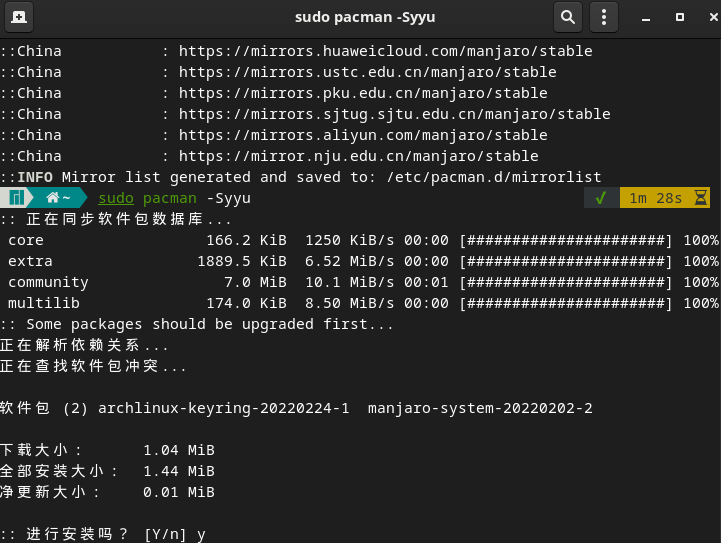 sudo pacman -Syyu
::China : https://mirrors.huaweicloud.com/manjaro/stable
::China : https://mirrors.ustc.edu.cn/manjaro/stable
::China : https://mirrors.pku.edu.cn/manjaro/stable
::China : https://mirrors.sjtug.sjtu.edu.cn/manjaro/stable
::China : https://mirrors.aliyun.com/manjaro/stable
::China : https://mirror.nju.edu.cn/manjaro/stable
::INFO Mirror list generated and saved to: /etc/pacman.d/mirrorlist
~ sudo pacman -Syyu ✓ 1m 28s
:: 正在同步软件包数据库...
core 166.2 KiB 1250 KiB/s 00:00 [######################] 100%
extra 1889.5 KiB 6.52 MiB/s 00:00 [######################] 100%
community 7.0 MiB 10.1 MiB/s 00:01 [######################] 100%
multilib 174.0 KiB 8.50 MiB/s 00:00 [######################] 100%
:: Some packages should be upgraded first...
正在解析依赖关系...
正在查找软件包冲突...
软件包 (2) archlinux-keyring-20220224-1 manjaro-system-20220202-2
下载大小： 1.04 MiB
全部安装大小： 1.44 MiB
净更新大小： 0.01 MiB
:: 进行安装吗？ [Y/n] y